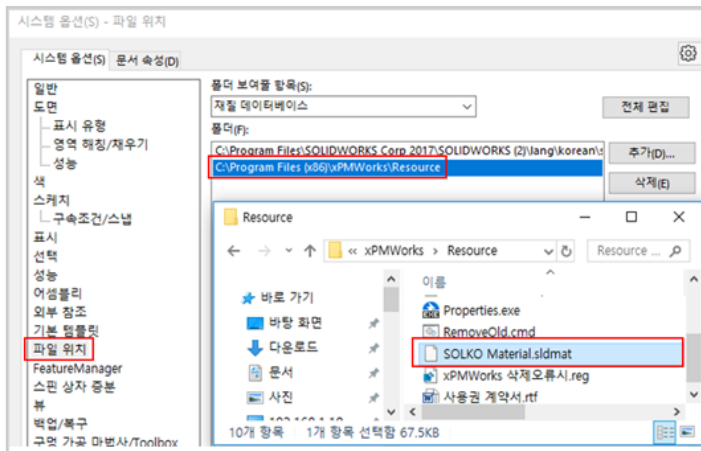 시스템 옵션(S) - 파일 위치
시스템 옵션(S) 문서 속성(D)
일반
도면
표시 유형
영역 해칭/채우기
성능
색
스케치
구속조건/스냅
표시
선택
성능
어셈블리
외부 참조
기본 템플릿
파일 위치
FeatureManager
스핀 상자 증분
뷰
백업/복구
구멍 가공 마법사/Toolbox
폴더 보여줄 항목(S):
재질 데이터베이스
전체 편집
폴더(F):
C:\Program Files\SOLIDWORKS Corp 2017\SOLIDWORKS (2)\lang\korean\s
추가(D)...
C:\Program Files (x86)\xPMWorks\Resource
삭제(E)
Resource
« xPMWorks › Resource
Resource ...
바로 가기
바탕 화면
다운로드
문서
사진
이름
Properties.exe
RemoveOld.cmd
SOLKO Material.sldmat
xPMWorks 삭제오류시.reg
사용권 계약서.rtf
10개 항목 1개 항목 선택함 67.5KB